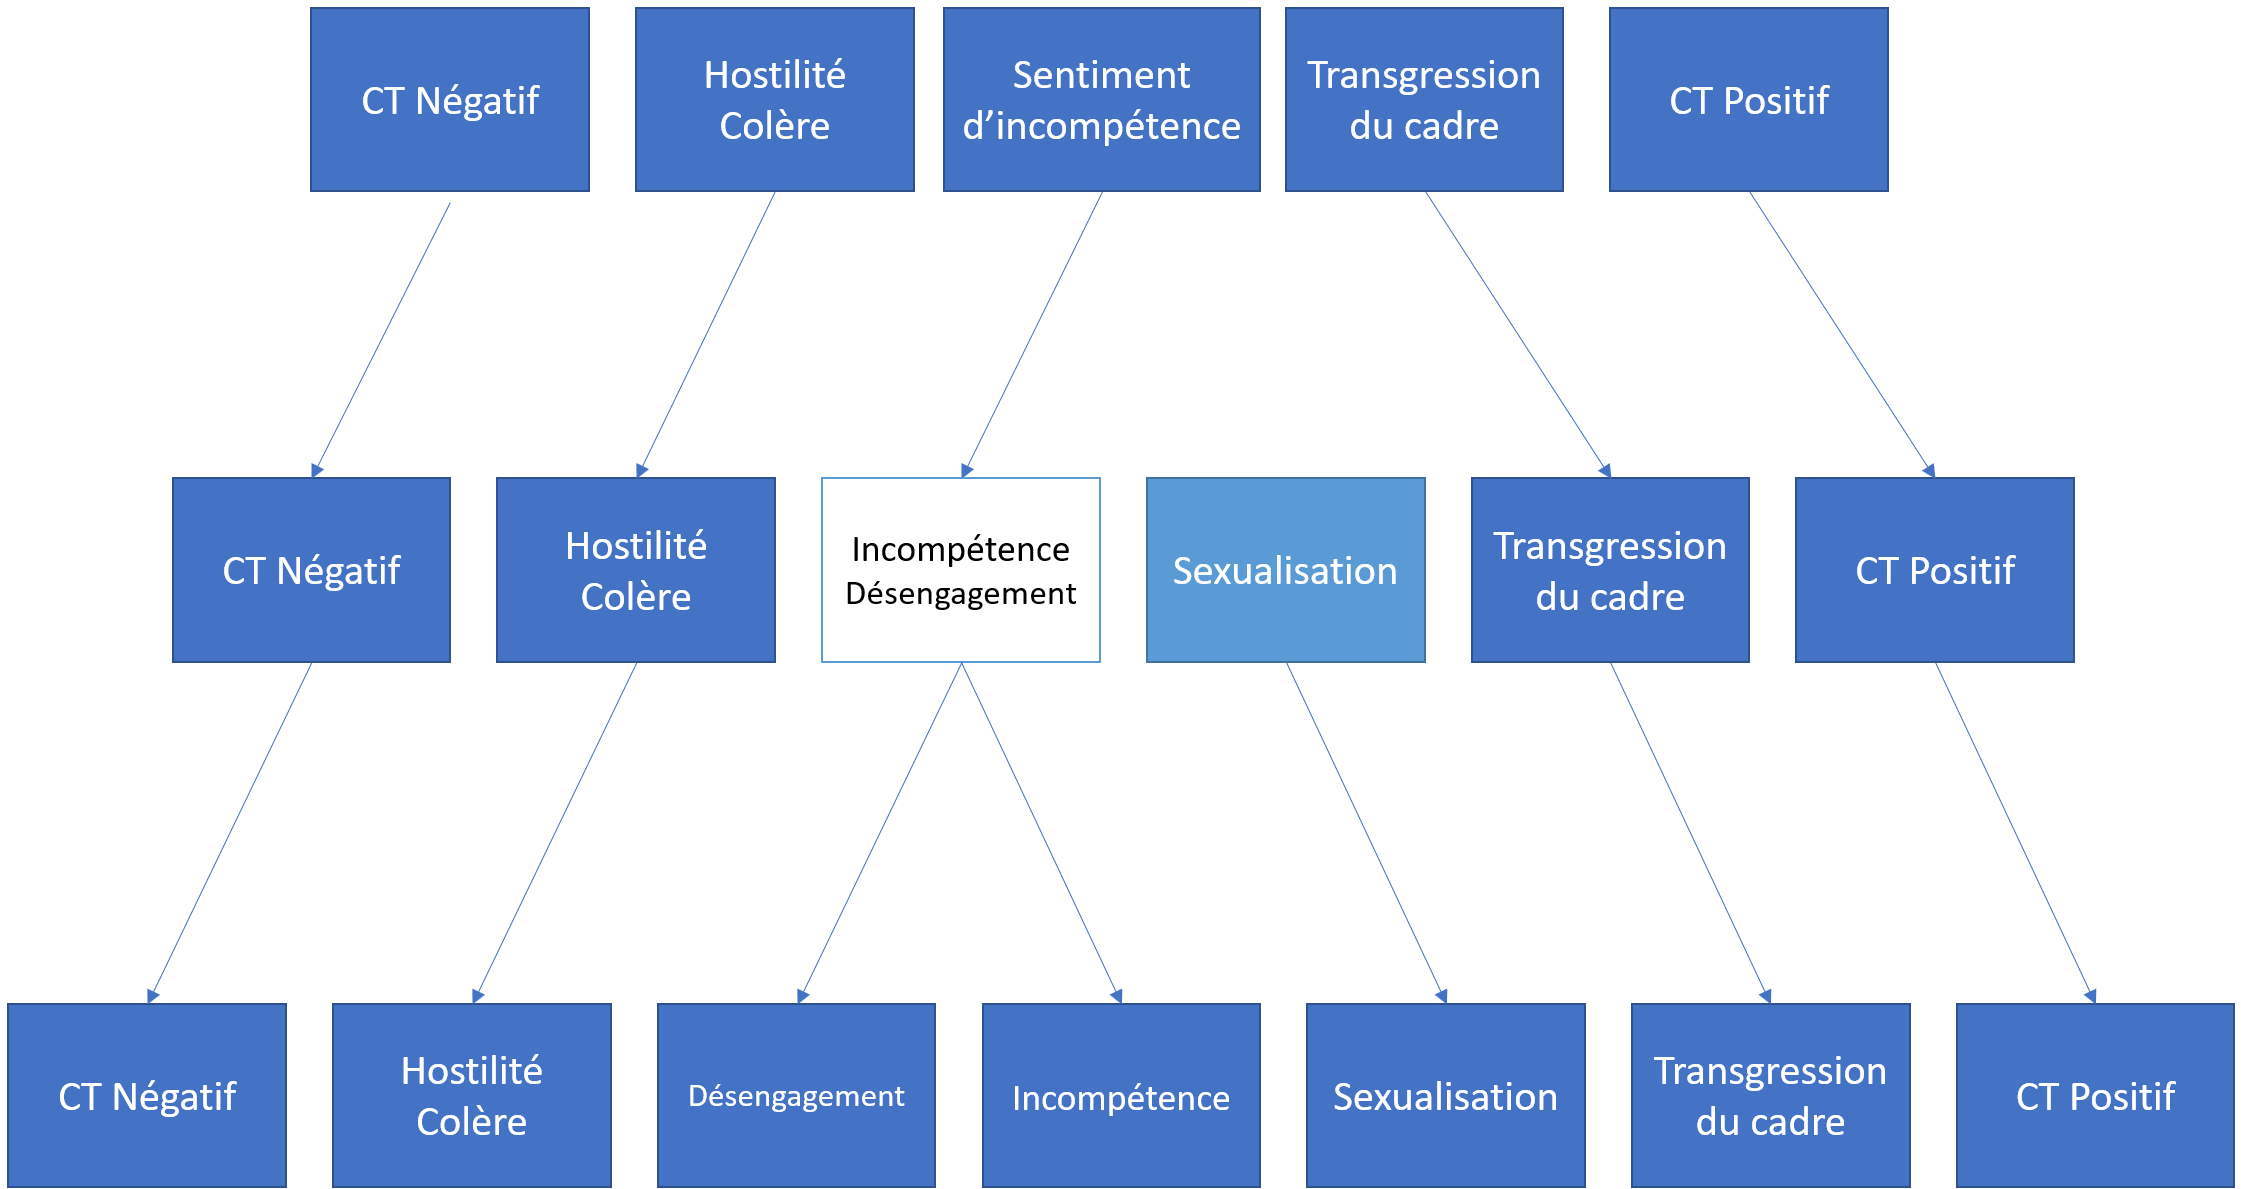 CT Négatif
Hostilité
Colère
Sentiment
d’incompétence
Transgression
du cadre
CT Positif
CT Négatif
Hostilité
Colère
Incompétence
Désengagement
Sexualisation
Transgression
du cadre
CT Positif
CT Négatif
Hostilité
Colère
Désengagement
Incompétence
Sexualisation
Transgression
du cadre
CT Positif